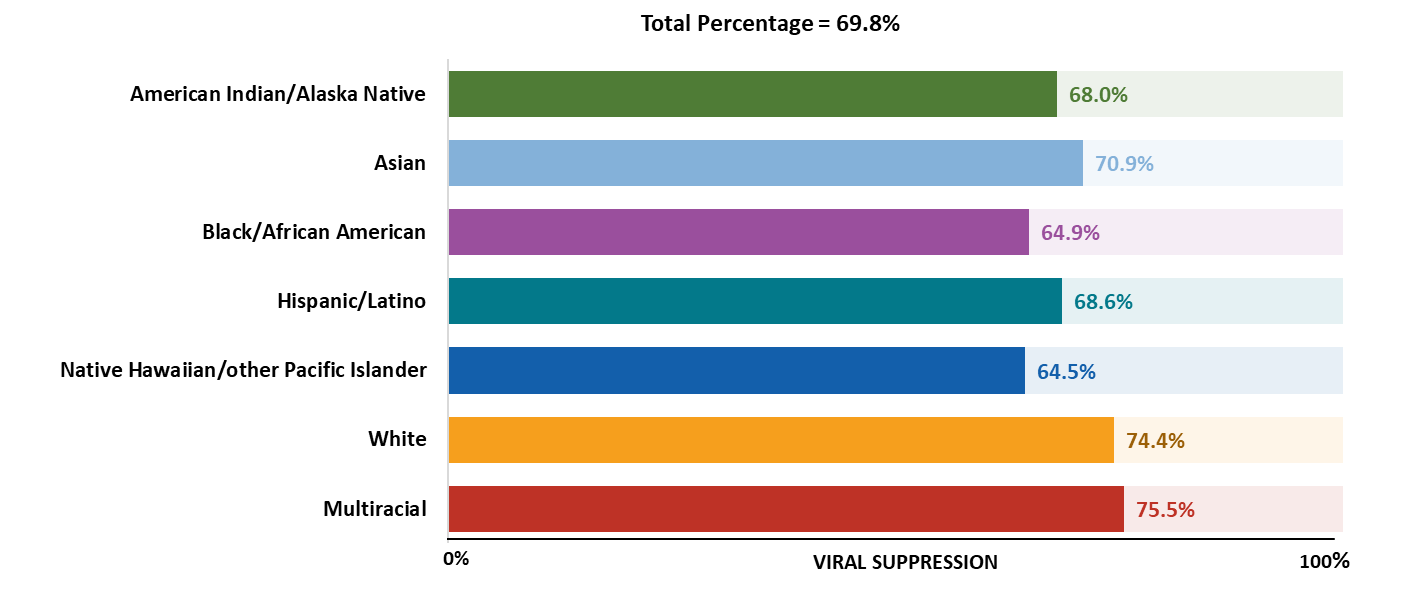 Total Percentage = 69.8%
American Indian/Alaska Native 68.0%
Asian 70.9%
Black/African American 64.9%
Hispanic/Latino 68.6%
Native Hawaiian/other Pacific Islander 64.5%
White 74.4%
Multiracial 75.5%
0% VIRAL SUPPRESSION 100%